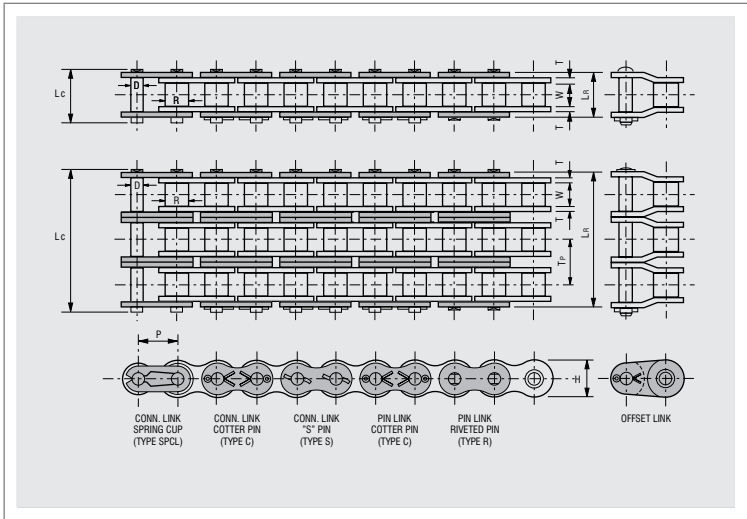 T
Lc
D
R
W
LR
T
T
D
R
W
T
Lc
TP
LR
P
H
CONN. LINK
SPRING CUP
(TYPE SPCL)
CONN. LINK
COTTER PIN
(TYPE C)
CONN. LINK
"S" PIN
(TYPE S)
PIN LINK
COTTER PIN
(TYPE C)
PIN LINK
RIVETED PIN
(TYPE R)
OFFSET LINK